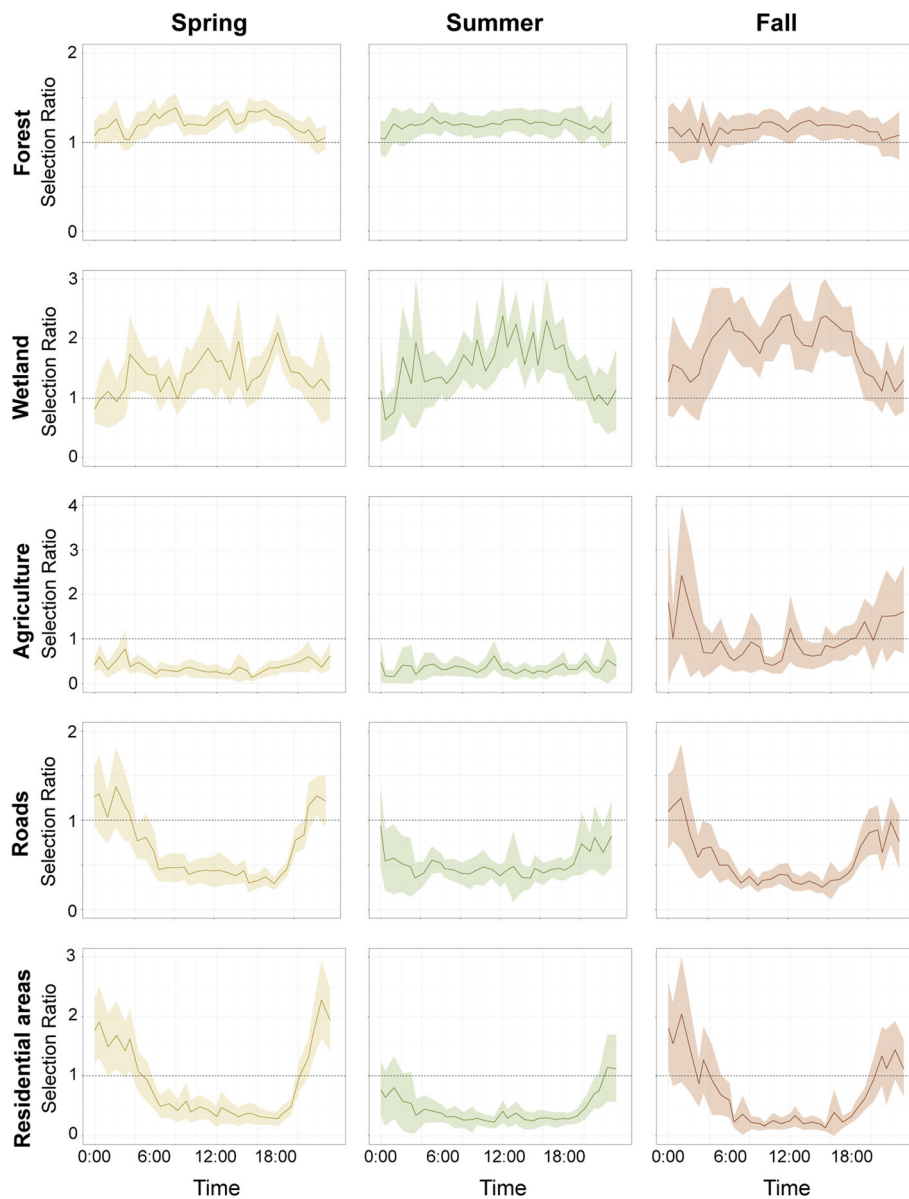 Spring Summer Fall
Forest
Selection Ratio
2
1
0
Wetland
Selection Ratio
3
2
1
0
Agriculture
Selection Ratio
4
3
2
1
0
Roads
Selection Ratio
2
1
0
Residential areas
Selection Ratio
3
2
1
0
0:00 6:00 12:00 18:00 0:00 6:00 12:00 18:00 0:00 6:00 12:00 18:00
Time Time Time